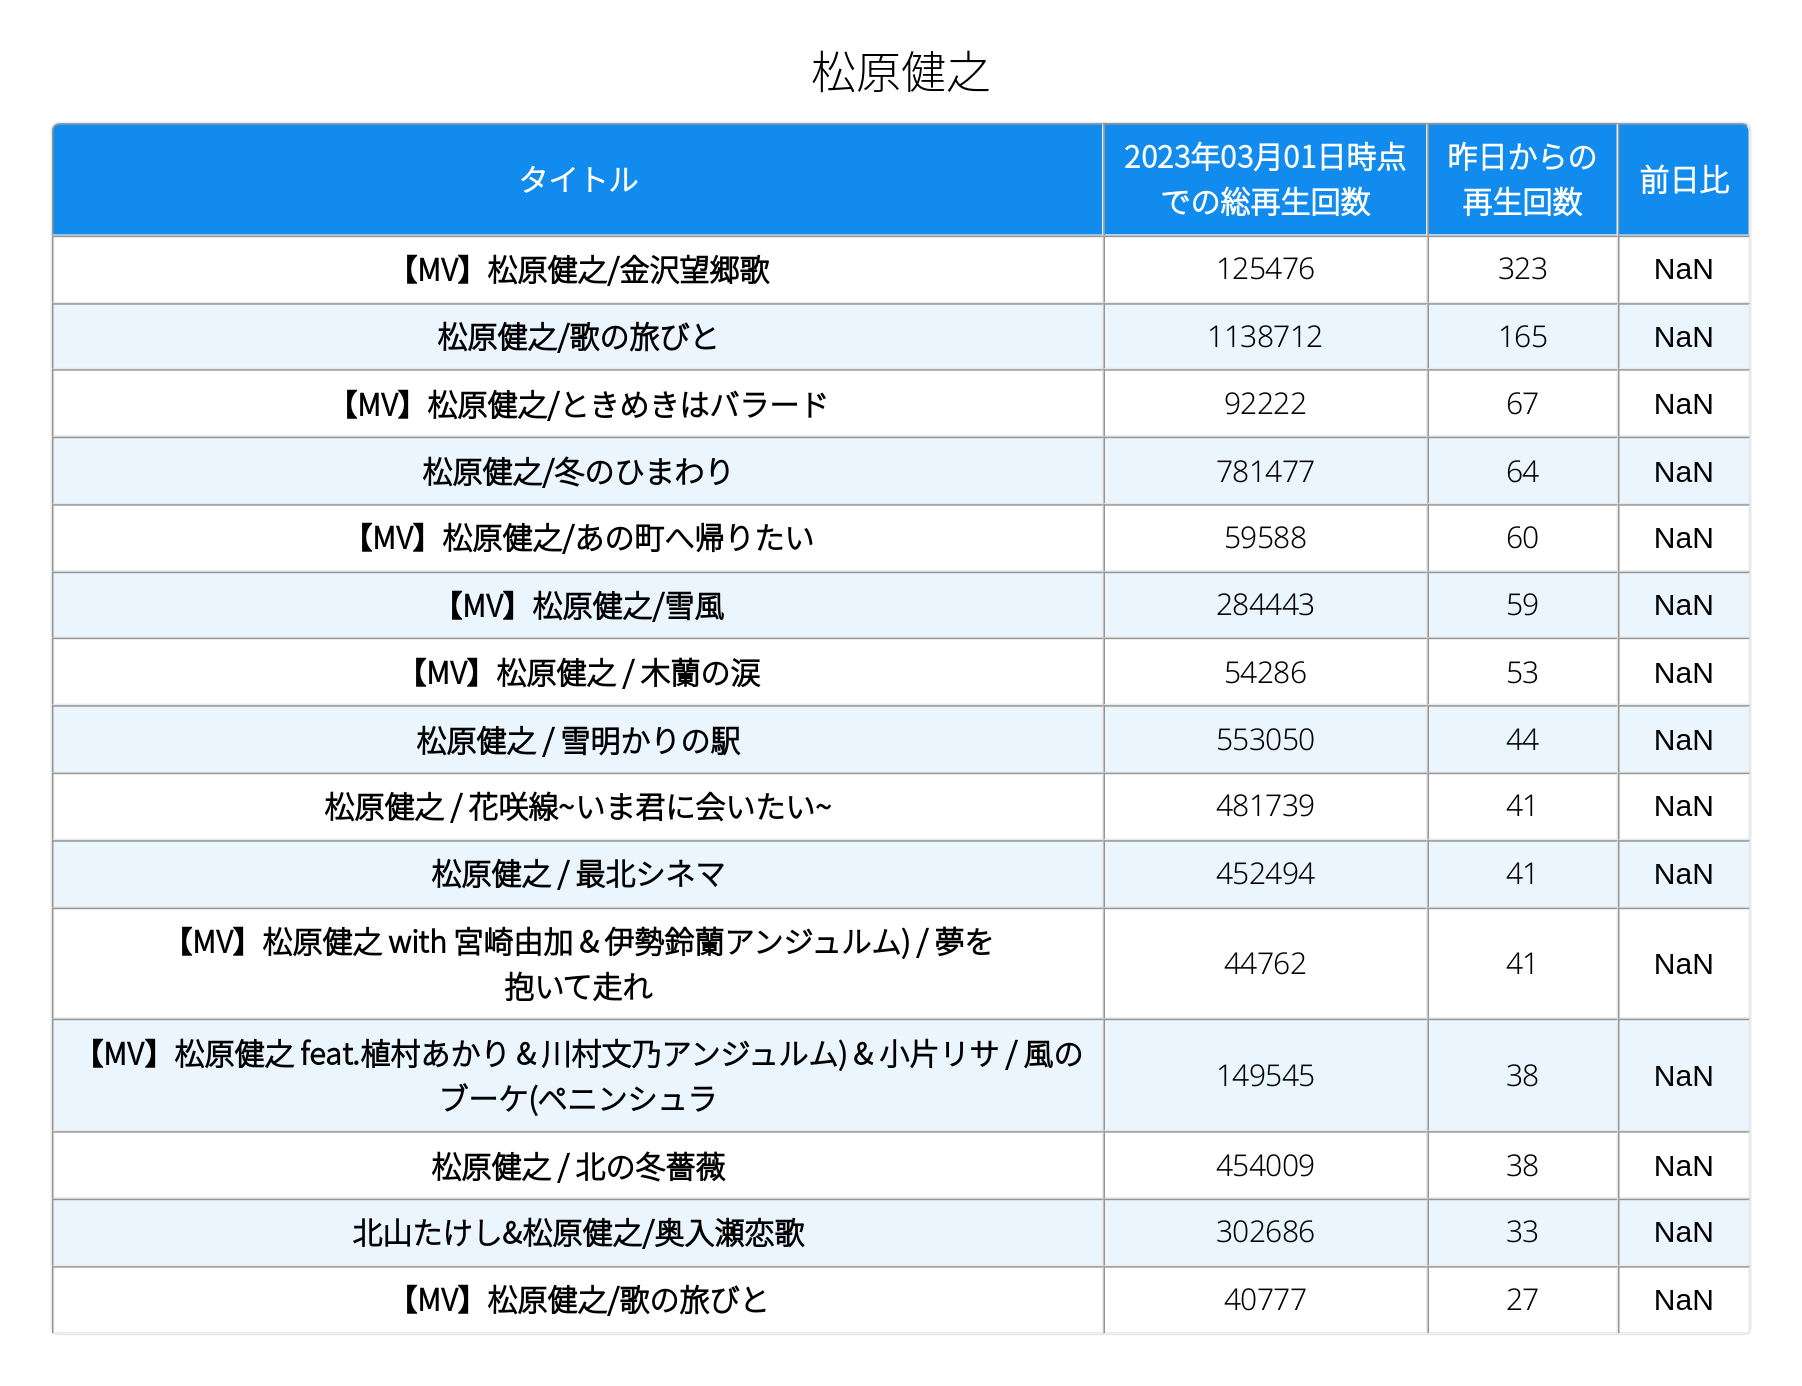 松原健之
タイトル
2023年03月01日時点
での総再生回数
昨日からの
再生回数
前日比
【MV】松原健之/金沢望郷歌 125476 323 NaN
松原健之/歌の旅びと 1138712 165 NaN
【MV】松原健之/ときめきはバラード 92222 67 NaN
松原健之/冬のひまわり 781477 64 NaN
【MV】松原健之/あの町へ帰りたい 59588 60 NaN
【MV】松原健之/雪風 284443 59 NaN
【MV】松原健之 / 木蘭の涙 54286 53 NaN
松原健之 / 雪明かりの駅 553050 44 NaN
松原健之 / 花咲線~いま君に会いたい~ 481739 41 NaN
松原健之 / 最北シネマ 452494 41 NaN
【MV】松原健之 with 宮崎由加 & 伊勢鈴蘭アンジュルム) / 夢を
抱いて走れ 44762 41 NaN
【MV】松原健之 feat.植村あかり & 川村文乃アンジュルム) & 小片リサ / 風の
ブーケ(ペニンシュラ 149545 38 NaN
松原健之 / 北の冬薔薇 454009 38 NaN
北山たけし&松原健之/奥入瀬恋歌 302686 33 NaN
【MV】松原健之/歌の旅びと 40777 27 NaN